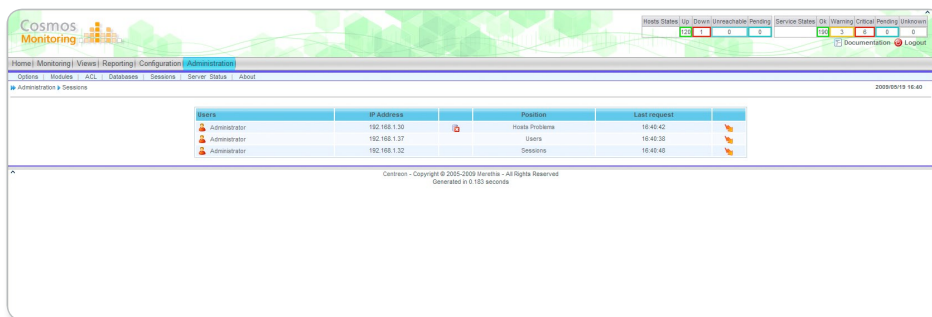 Cosmos
Monitoring
Hosts States Up Down Unreachable Pending
120 1 0 0
Service States Ok Warning Critical Pending Unknown
190 3 6 0 0
Documentation Logout
Home| Monitoring| Views| Reporting| Configuration| Administration|
Options | Modules | ACL | Databases | Sessions | Server Status | About
Administration Sessions
2009/05/19 16:40
Users IP Address Position Last request
Administrator 192.168.1.30 Hosts Problems 16:40:42
Administrator 192.168.1.37 Users 16:40:38
Administrator 192.168.1.32 Sessions 16:40:48
Centreon - Copyright © 2005-2009 Merethis - All Rights Reserved
Generated in 0.183 seconds